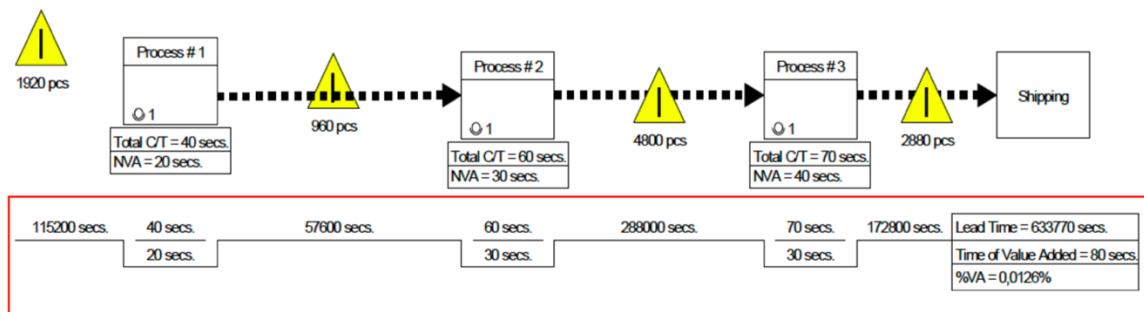 1920 pcs
Process # 1
1
Total C/T = 40 secs.
NVA = 20 secs.
960 pcs
Process # 2
1
Total C/T = 60 secs.
NVA = 30 secs.
4800 pcs
Process # 3
1
Total C/T = 70 secs.
NVA = 40 secs.
2880 pcs
Shipping
115200 secs.
40 secs.
20 secs.
57600 secs.
60 secs.
30 secs.
288000 secs.
70 secs.
30 secs.
172800 secs.
Lead Time = 633770 secs.
Time of Value Added = 80 secs.
%VA = 0,0126%